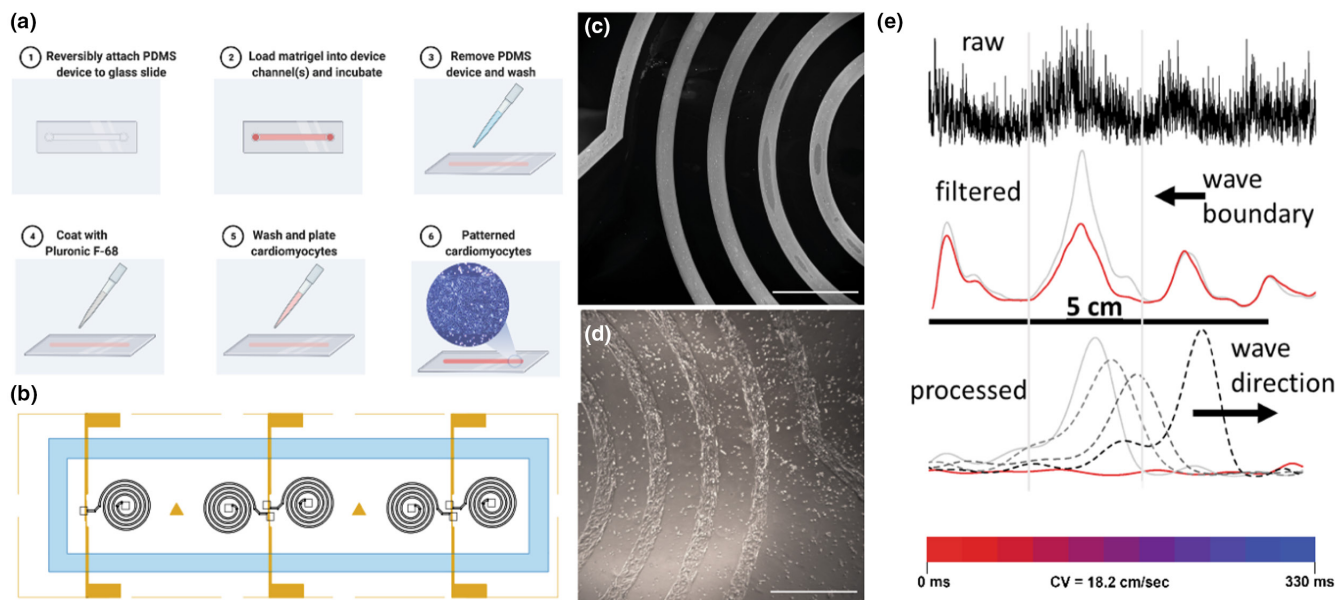 (a)
1 Reversibly attach PDMS
device to glass slide
2 Load matrigel into device
channel(s) and incubate
3 Remove PDMS
device and wash
4 Coat with
Pluronic F-68
5 Wash and plate
cardiomyocytes
6 Patterned
cardiomyocytes
(b)
(c)
(d)
(e)
raw
filtered
wave
boundary
5 cm
processed
wave
direction
0 ms
CV = 18.2 cm/sec
330 ms